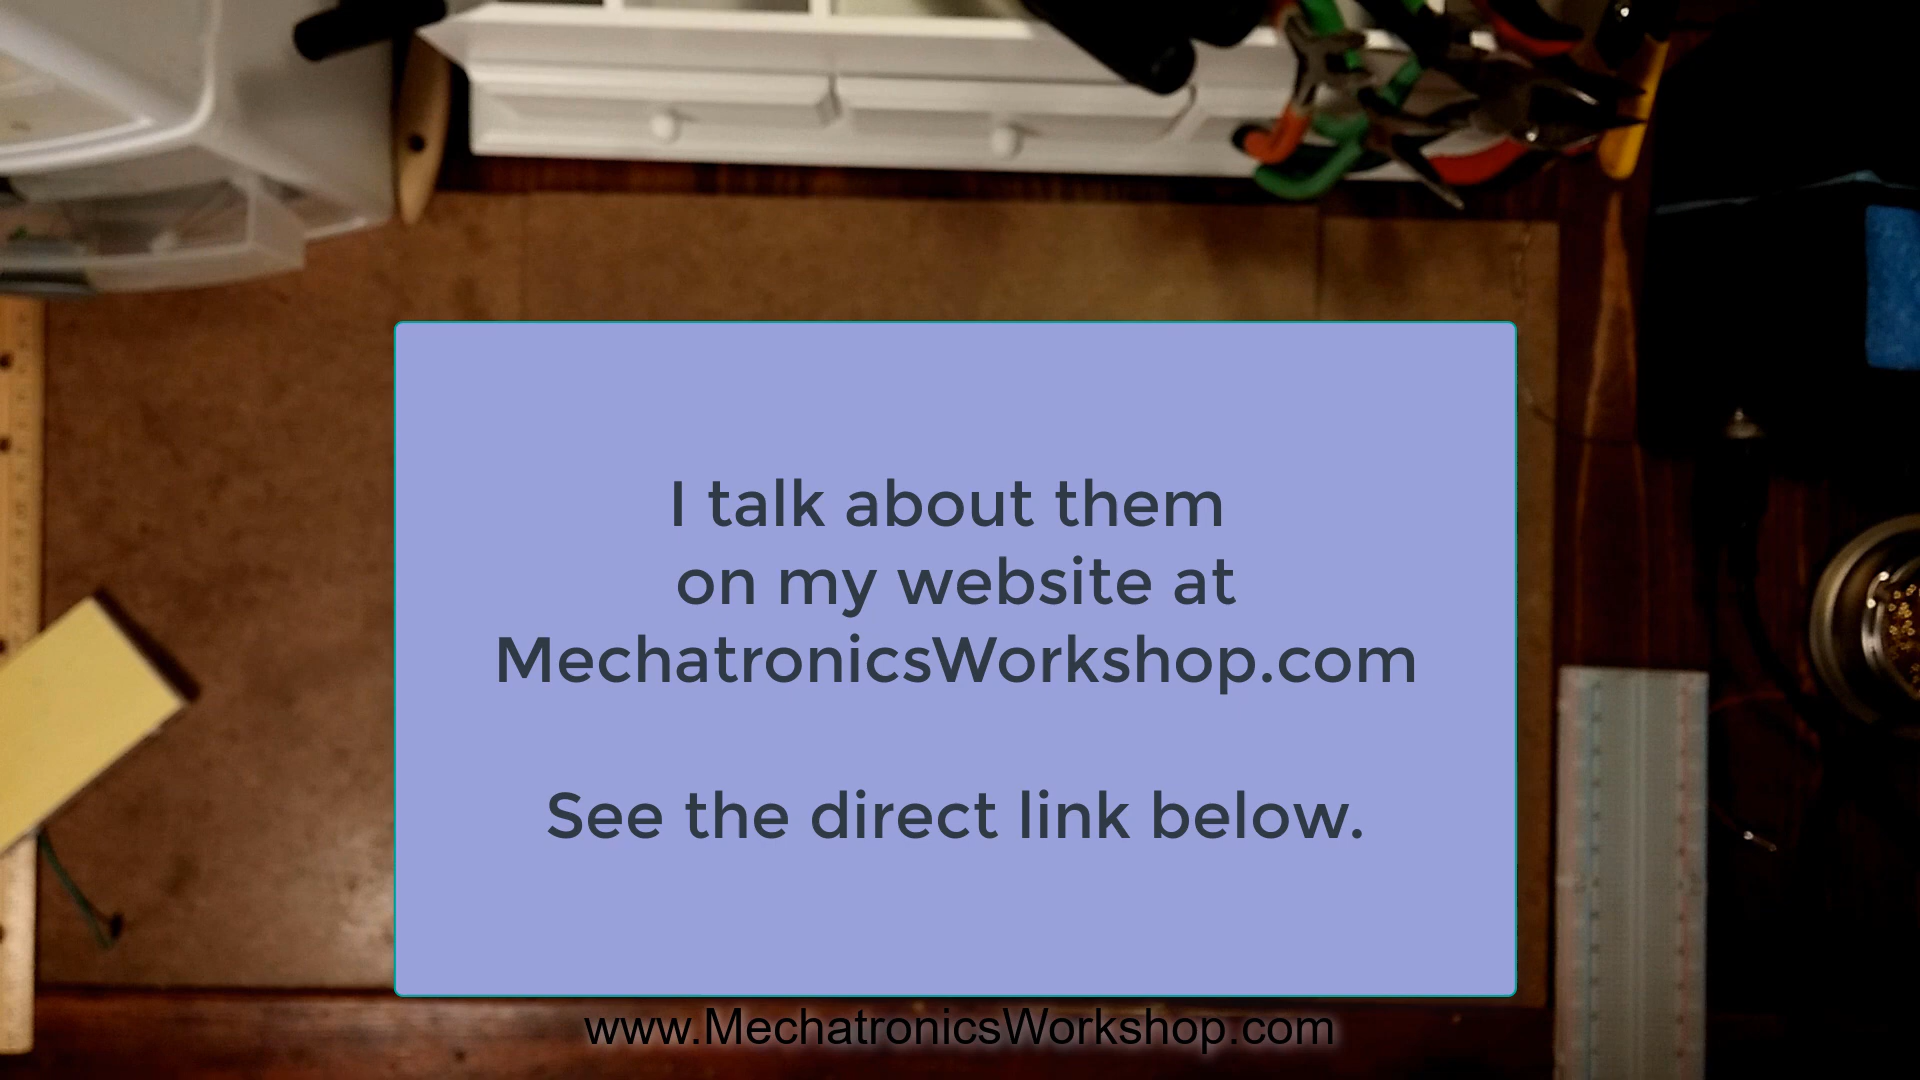 I talk about them
on my website at
MechatronicsWorkshop.com
See the direct link below.
www.MechatronicsWorkshop.com